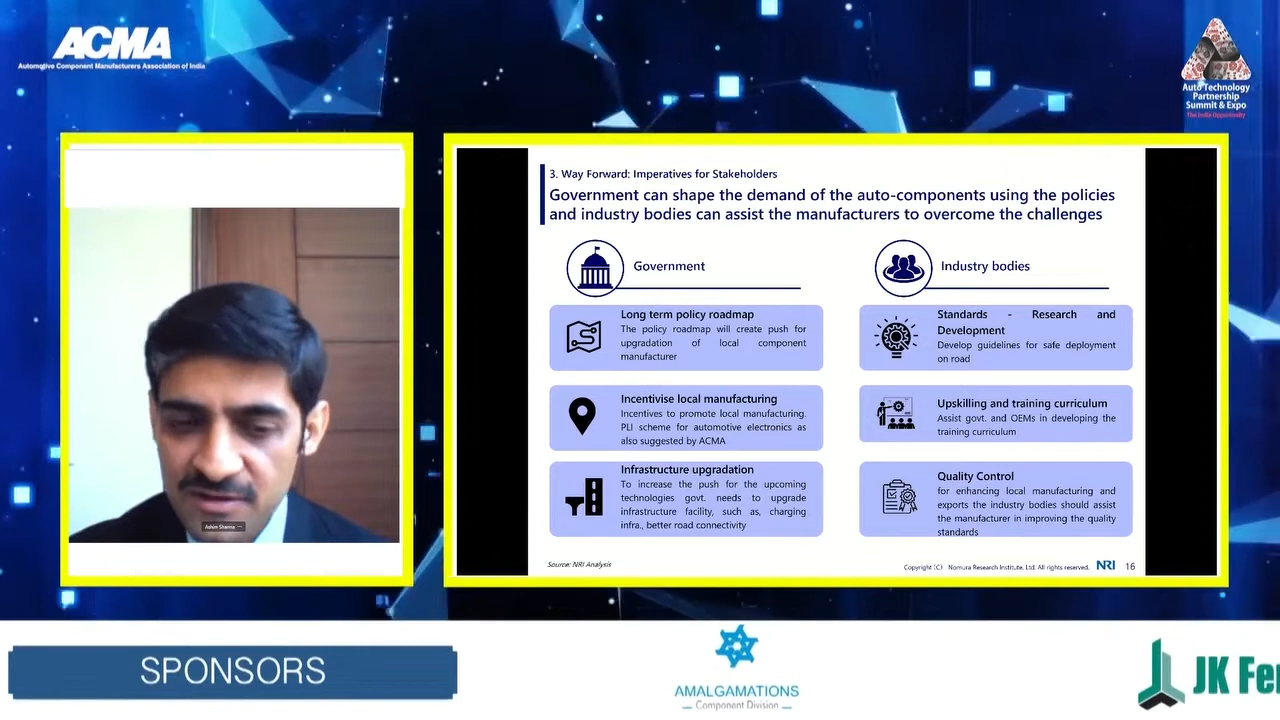 ACMA
Automotive Component Manufacturers Association of India
Auto Technology
Partnership
Summit & Expo
The India Opportunity
3. Way Forward: Imperatives for Stakeholders
Government can shape the demand of the auto-components using the policies
and industry bodies can assist the manufacturers to overcome the challenges
Government
Long term policy roadmap
The policy roadmap will create push for
upgradation of local component
manufacturer
Incentivise local manufacturing
Incentives to promote local manufacturing.
PLI scheme for automotive electronics as
also suggested by ACMA
Infrastructure upgradation
To increase the push for the upcoming
technologies govt. needs to upgrade
infrastructure facility, such as, charging
infra., better road connectivity
Industry bodies
Standards - Research and
Development
Develop guidelines for safe deployment
on road
Upskilling and training curriculum
Assist govt. and OEMs in developing the
training curriculum
Quality Control
for enhancing local manufacturing and
exports the industry bodies should assist
the manufacturer in improving the quality
standards
Source: NRI Analysis
Copyright (C) Nomura Research Institute, Ltd. All rights reserved.
NRI
16
Ashim Sharma
SPONSORS
AMALGAMATIONS
Component Division
JK Fe